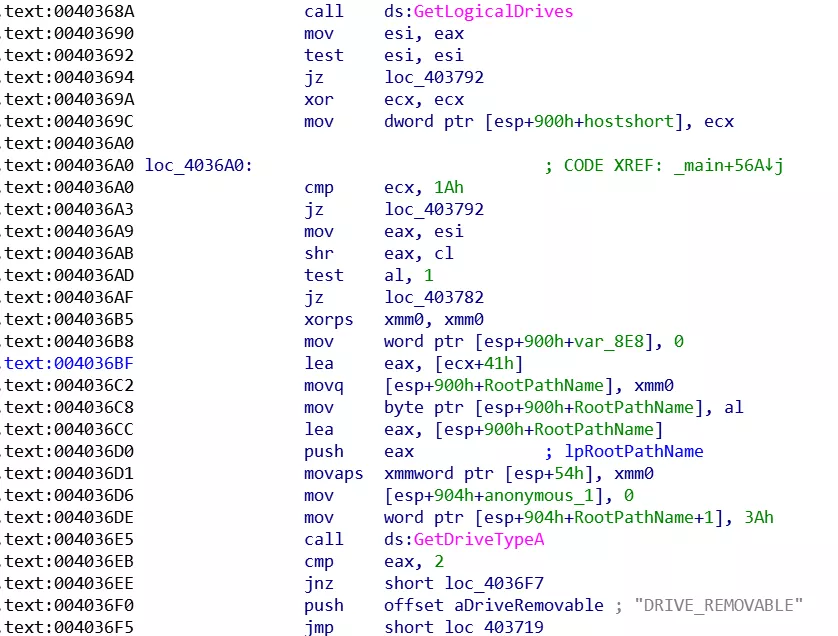 .text:0040368A call ds:GetLogicalDrives
.text:00403690 mov esi, eax
.text:00403692 test esi, esi
.text:00403694 jz loc_403792
.text:0040369A xor ecx, ecx
.text:0040369C mov dword ptr [esp+900h+hostshort], ecx
.text:004036A0
.text:004036A0 loc_4036A0: ; CODE XREF: _main+56A↓j
.text:004036A0 cmp ecx, 1Ah
.text:004036A3 jz loc_403792
.text:004036A9 mov eax, esi
.text:004036AB shr eax, cl
.text:004036AD test al, 1
.text:004036AF jz loc_403782
.text:004036B5 xorps xmm0, xmm0
.text:004036B8 mov word ptr [esp+900h+var_8E8], 0
.text:004036BF lea eax, [ecx+41h]
.text:004036C2 movq [esp+900h+RootPathName], xmm0
.text:004036C8 mov byte ptr [esp+900h+RootPathName], al
.text:004036CC lea eax, [esp+900h+RootPathName]
.text:004036D0 push eax ; lpRootPathName
.text:004036D1 movaps xmmword ptr [esp+54h], xmm0
.text:004036D6 mov [esp+904h+anonymous_1], 0
.text:004036DE mov word ptr [esp+904h+RootPathName+1], 3Ah
.text:004036E5 call ds:GetDriveTypeA
.text:004036EB cmp eax, 2
.text:004036EE jnz short loc_4036F7
.text:004036F0 push offset aDriveRemovable ; "DRIVE_REMOVABLE"
.text:004036F5 jmp short loc_403719